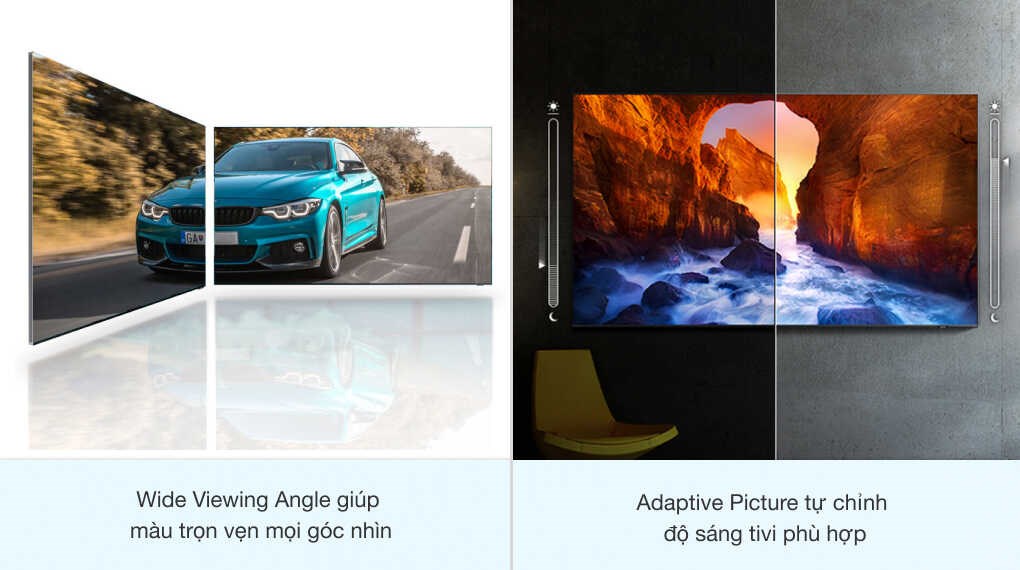 GA
Wide Viewing Angle giúp
màu trọn vẹn mọi góc nhìn
Adaptive Picture tự chỉnh
độ sáng tivi phù hợp